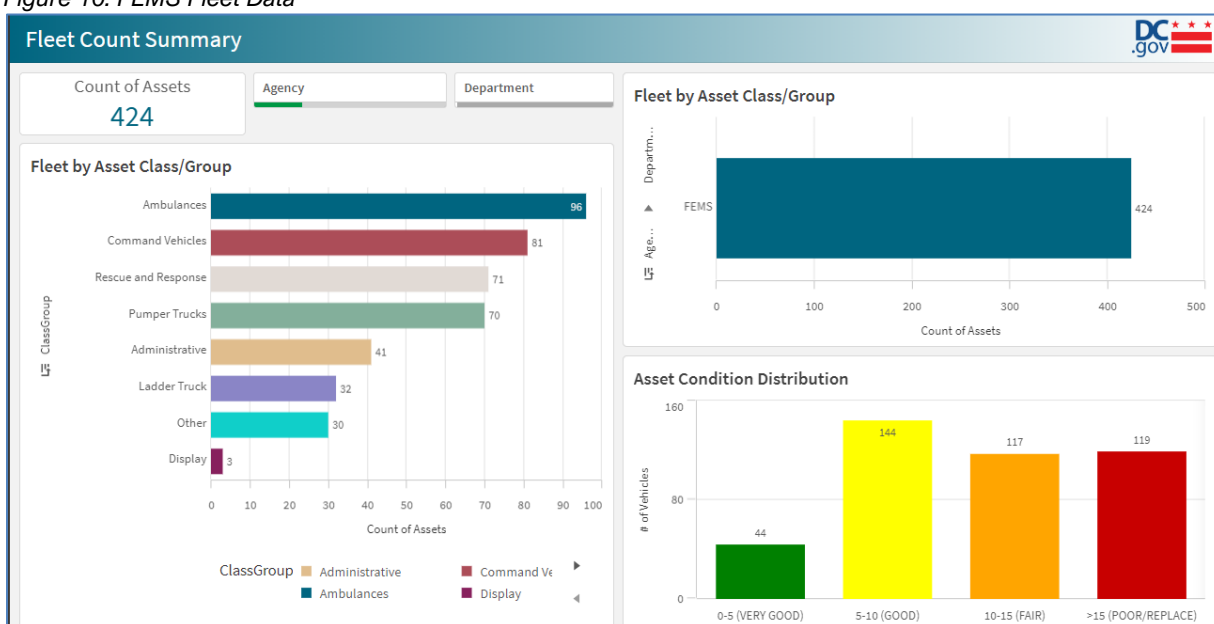 Figure 10. FEMS Fleet Data
Fleet Count Summary
DC
.gov
Count of Assets
424
Agency
Department
Fleet by Asset Class/Group
ClassGroup
Ambulances
96
Command Vehicles
81
Rescue and Response
71
Pumper Trucks
70
Administrative
41
Ladder Truck
32
Other
30
Display
3
0 10 20 30 40 50 60 70 80 90 100
Count of Assets
ClassGroup
Administrative
Command Ve
Ambulances
Display
Fleet by Asset Class/Group
Departm...
Age...
FEMS
424
0 100 200 300 400 500
Count of Assets
Asset Condition Distribution
# of Vehicles
160
80
0
44
144
117
119
0-5 (VERY GOOD)
5-10 (GOOD)
10-15 (FAIR)
>15 (POOR/REPLACE)